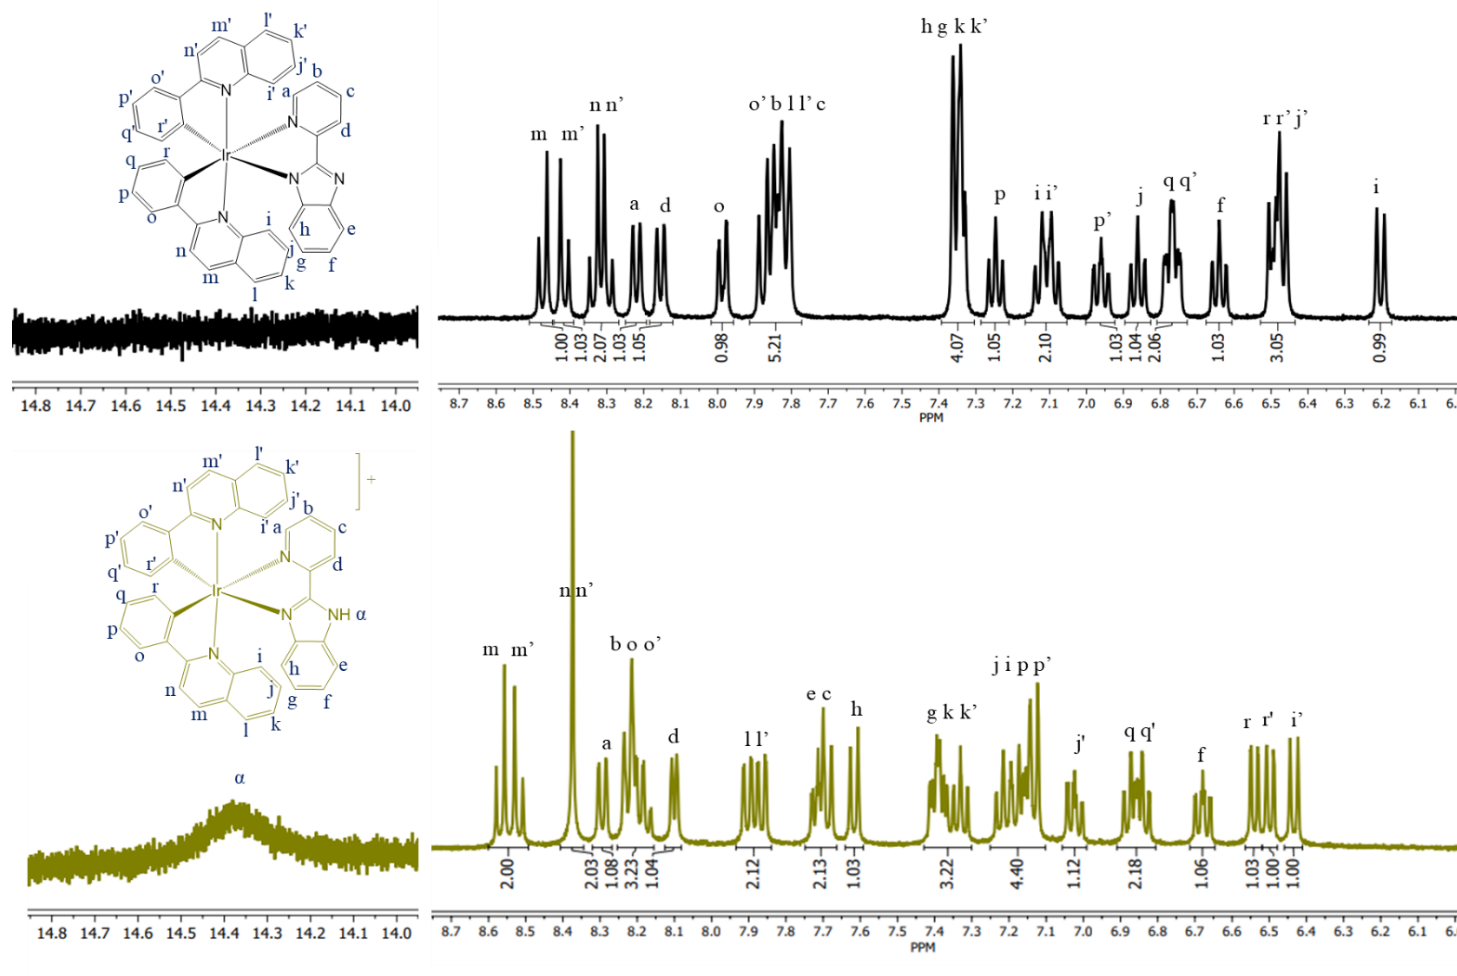 m' l' k' n' j' i' o' p' q' r' N
a b c d N Ir
q r p o N N N i
h e g f n j m k l
h g k k’
n n’ o’ b l l’ c
m m’ r r’ j’
a d p i i’ j q q’ i
o p’ f
1.00 1.03 2.07 1.03 1.05 0.98 5.21 4.07 1.05 2.10 1.03 1.04 2.06 1.03 3.05 0.99
14.8 14.7 14.6 14.5 14.4 14.3 14.2 14.1 14.0
8.7 8.6 8.5 8.4 8.3 8.2 8.1 8.0 7.9 7.8 7.7 7.6 7.5 7.4 7.3 7.2 7.1 7.0 6.9 6.8 6.7 6.6 6.5 6.4 6.3 6.2 6.1
PPM
m' l' k' n' j' i' o' p' q' r' N ] +
a b c d N Ir
q r p o N N NH α i
h e g f n j m k l
n n’
m m’ b o o’ j i p p’
a d l l’ e c h g k k’ j' q q' f r r' i’
α
2.00 2.03 1.08 3.23 1.04 2.12 2.13 1.03 3.22 4.40 1.12 2.18 1.06 1.03 1.00 1.00
14.8 14.7 14.6 14.5 14.4 14.3 14.2 14.1 14.0
8.7 8.6 8.5 8.4 8.3 8.2 8.1 8.0 7.9 7.8 7.7 7.6 7.5 7.4 7.3 7.2 7.1 7.0 6.9 6.8 6.7 6.6 6.5 6.4 6.3 6.2 6.1
PPM